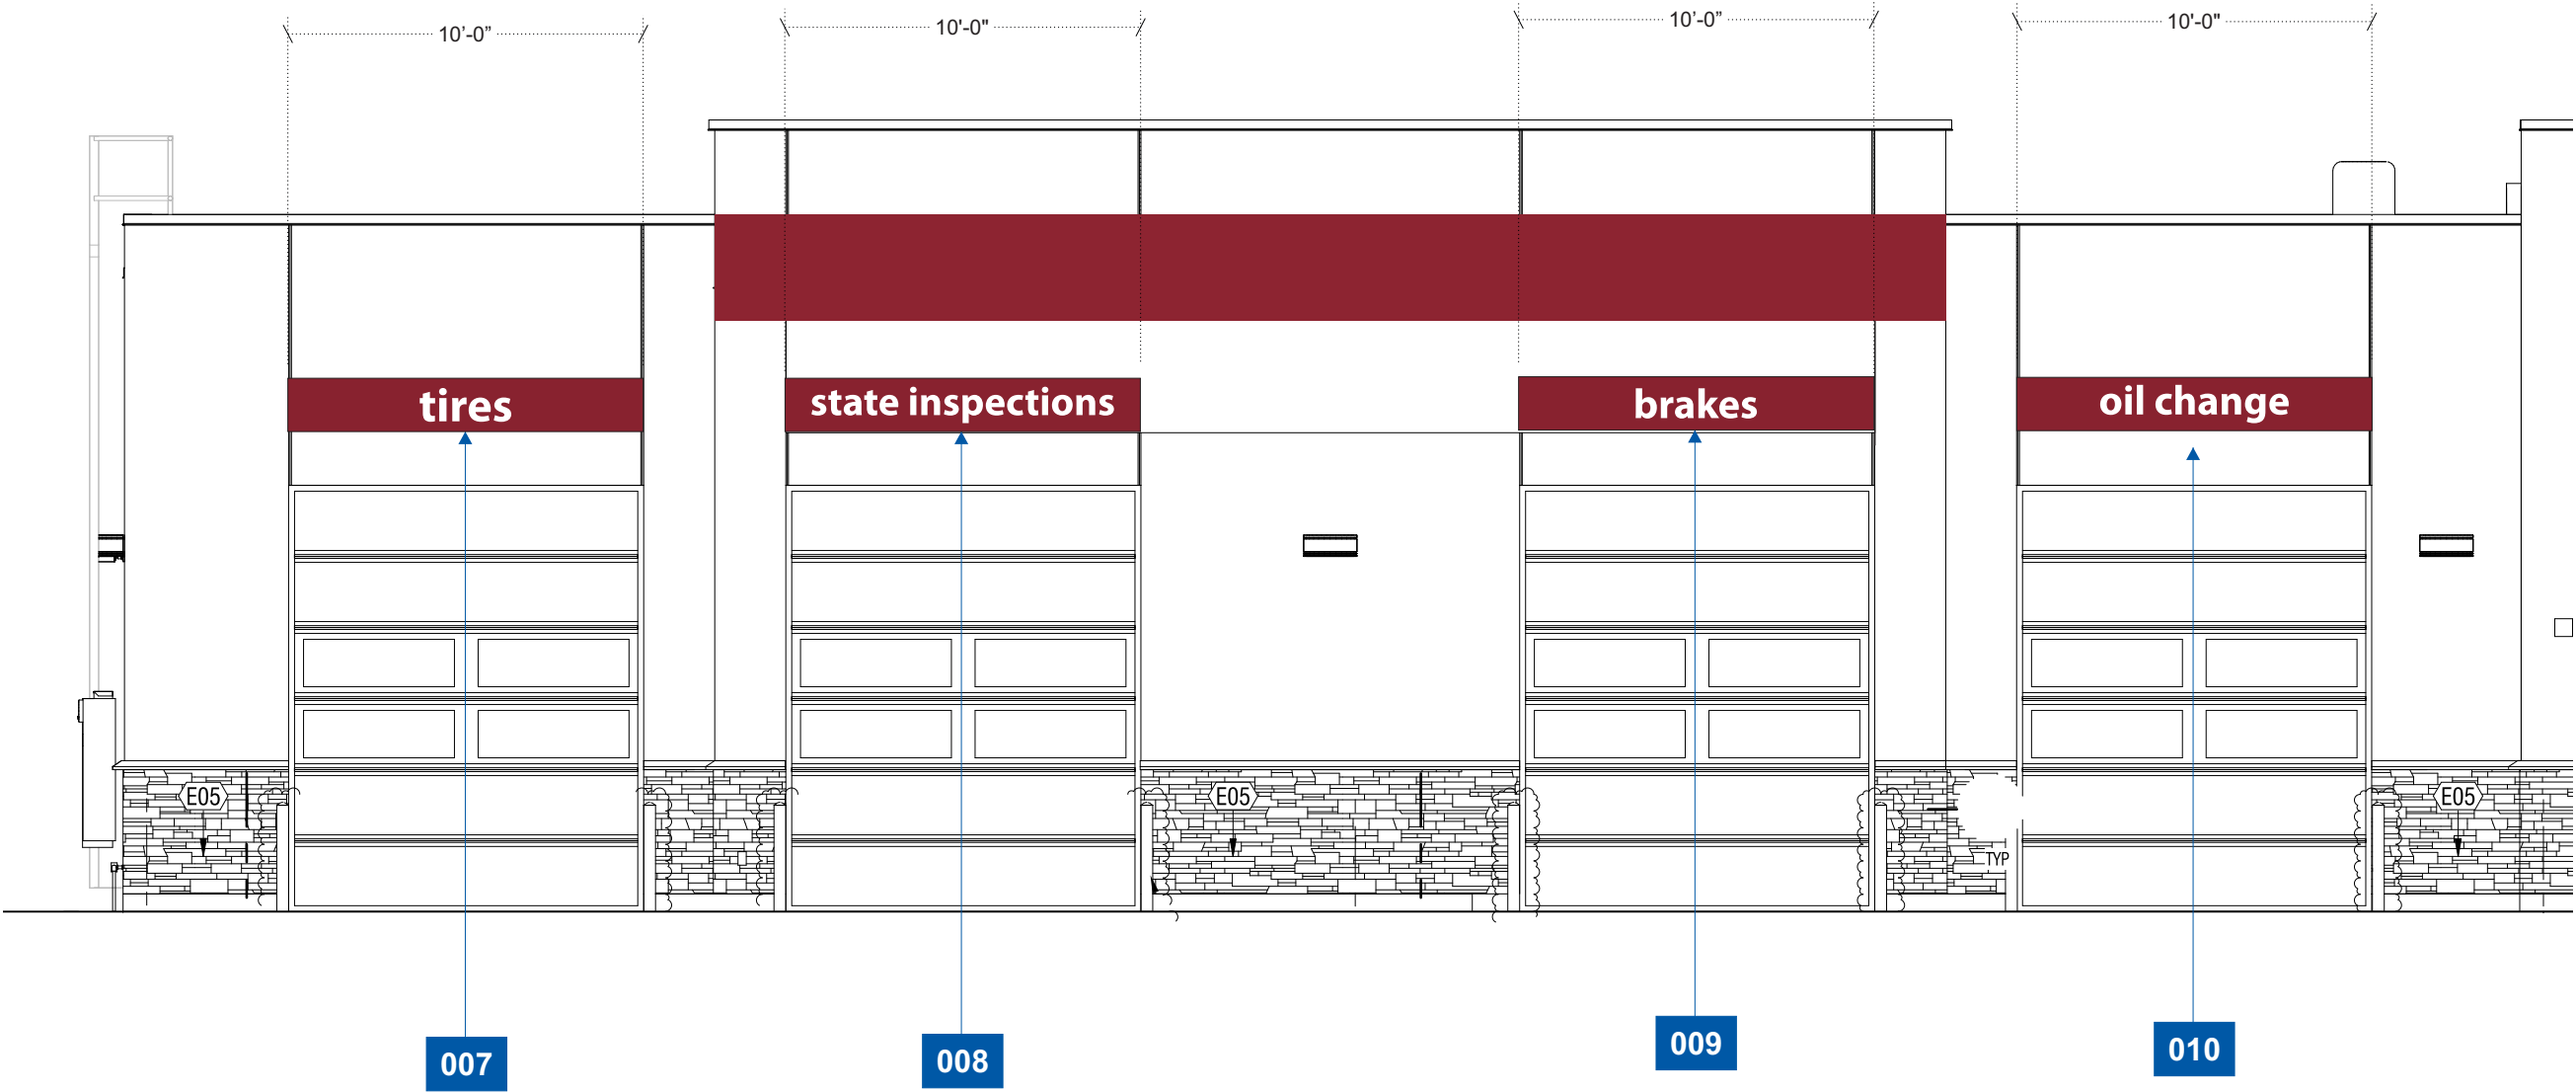 10’-0”
10'-0"
10’-0”
10'-0"
tires
state inspections
brakes
oil change
E05
E05
E05
TYP
007
008
009
010